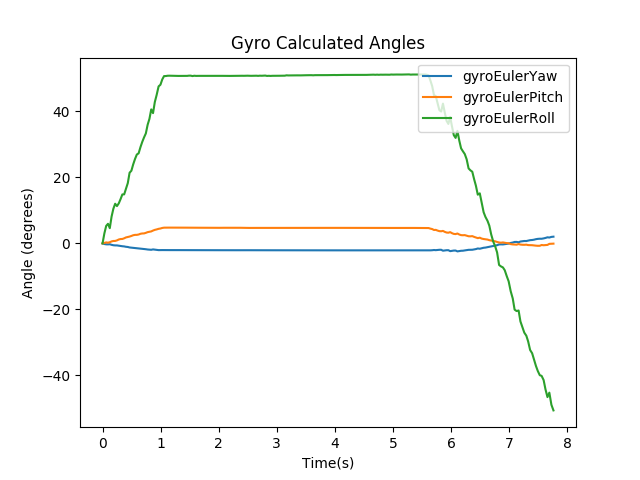 Gyro Calculated Angles
gyroEulerYaw
gyroEulerPitch
gyroEulerRoll
Angle (degrees)
40
20
0
−20
−40
0 1 2 3 4 5 6 7 8
Time(s)